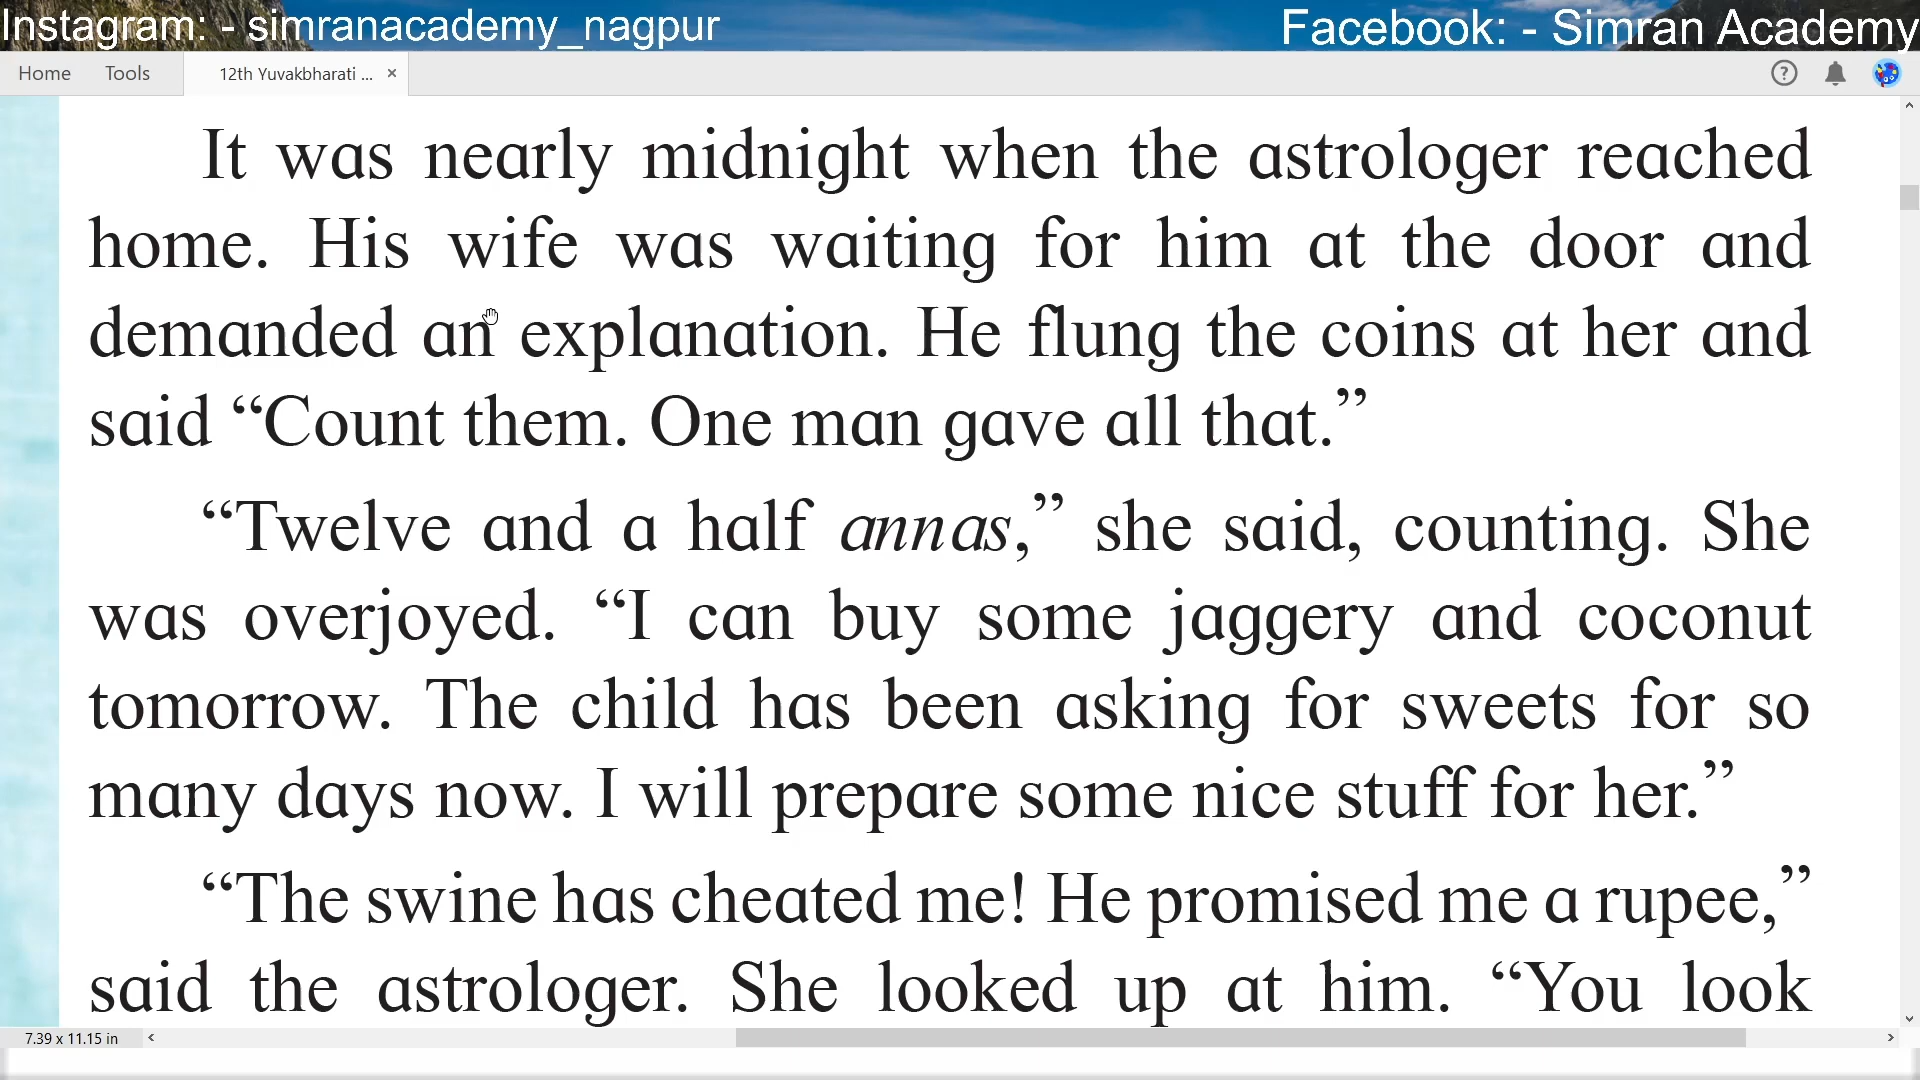 Instagram: - simranacademy_nagpur Facebook: - Simran Academy
Home Tools 12th Yuvakbharati ... ×
It was nearly midnight when the astrologer reached
home. His wife was waiting for him at the door and
demanded an explanation. He flung the coins at her and
said “Count them. One man gave all that.”
“Twelve and a half annas,” she said, counting. She
was overjoyed. “I can buy some jaggery and coconut
tomorrow. The child has been asking for sweets for so
many days now. I will prepare some nice stuff for her.”
“The swine has cheated me! He promised me a rupee,”
said the astrologer. She looked up at him. “You look
7.39 x 11.15 in